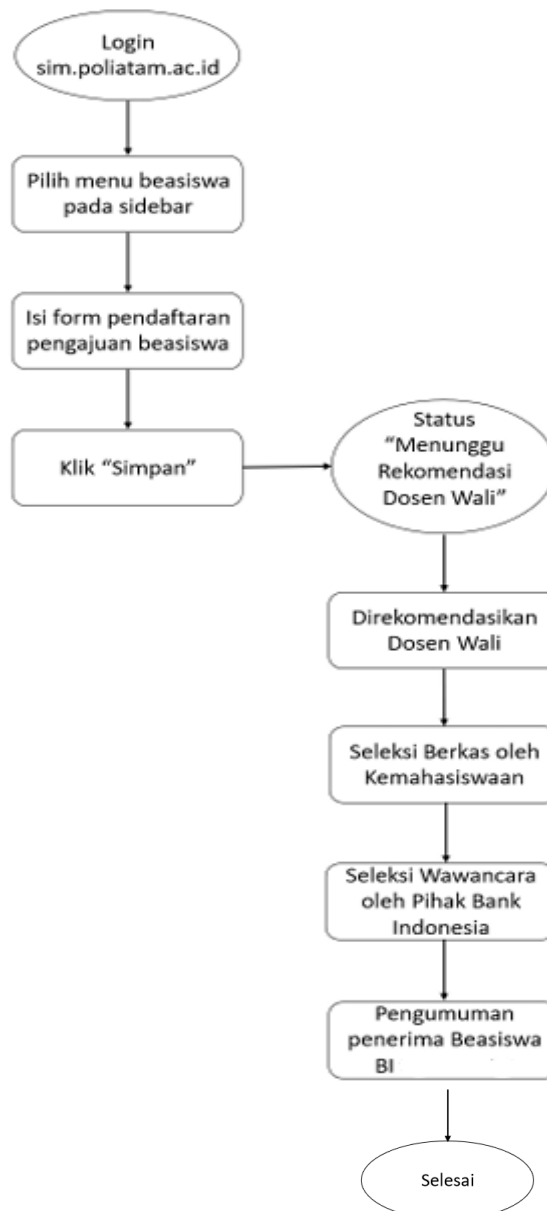 Login
sim.poliatam.ac.id
Pilih menu beasiswa
pada sidebar
Isi form pendaftaran
pengajuan beasiswa
Klik “Simpan”
Status
“Menunggu
Rekomendasi
Dosen Wali”
Direkomendasikan
Dosen Wali
Seleksi Berkas oleh
Kemahasiswaan
Seleksi Wawancara
oleh Pihak Bank
Indonesia
Pengumuman
penerima Beasiswa
BI
Selesai